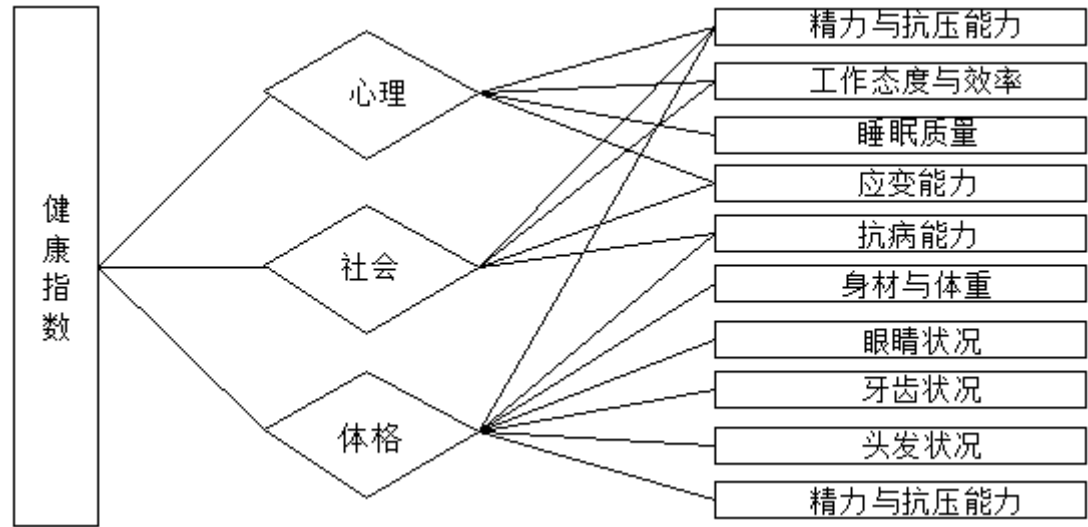 健康指数
心理
社会
体格
精力与抗压能力
工作态度与效率
睡眠质量
应变能力
抗病能力
身材与体重
眼睛状况
牙齿状况
头发状况
精力与抗压能力